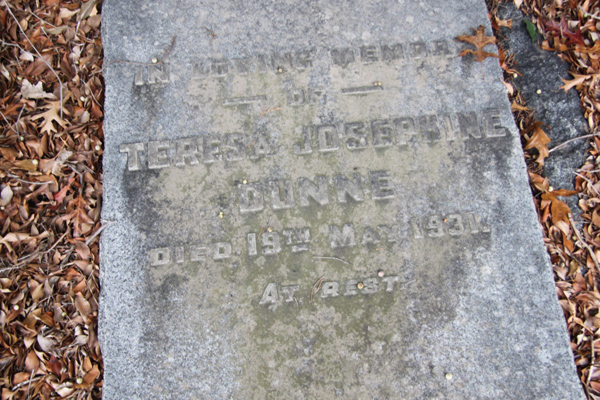 IN LOVING MEMORY
— OF —
TERESA JOSEPHINE
DUNNE
DIED 19TH MAY 1931.
AT REST